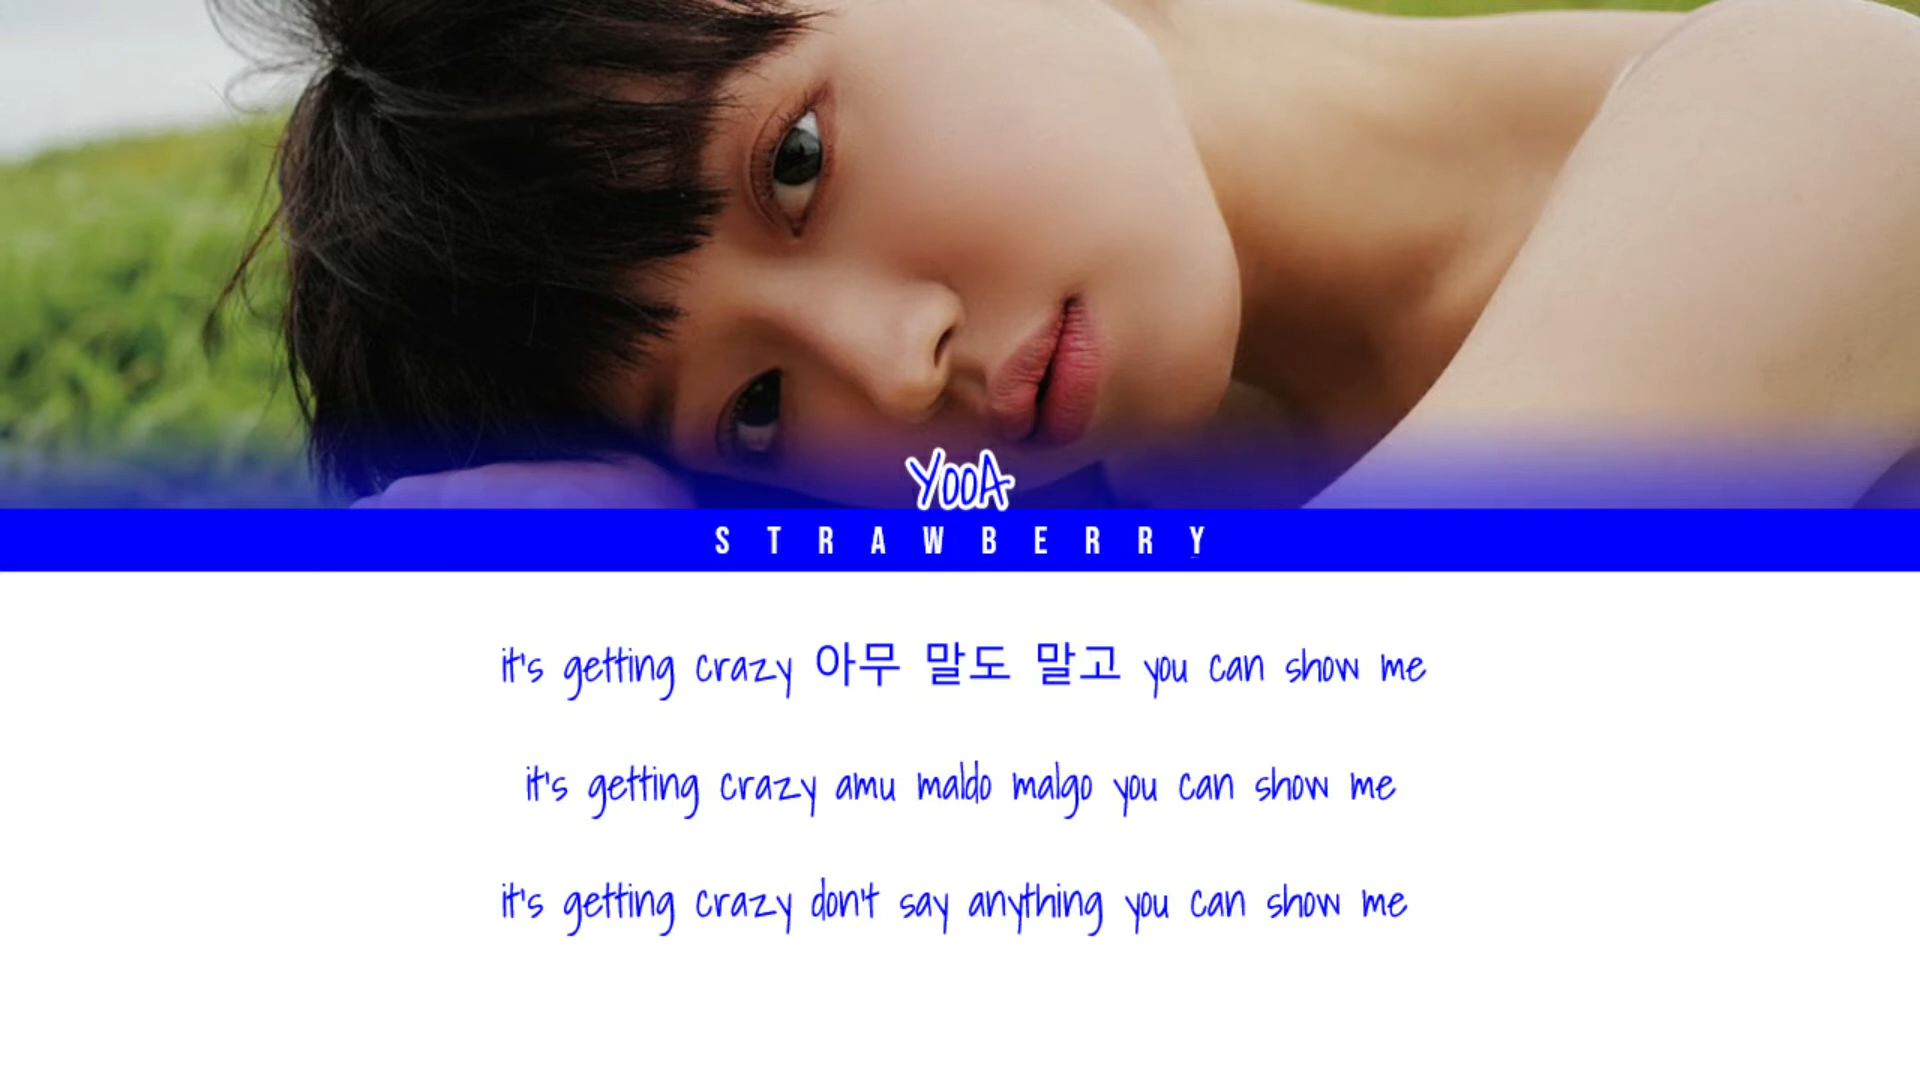 YooA
STRAWBERRY
it's getting crazy 아무 말도 말고 you can show me
it's getting crazy amu maldo malgo you can show me
it's getting crazy don't say anything you can show me